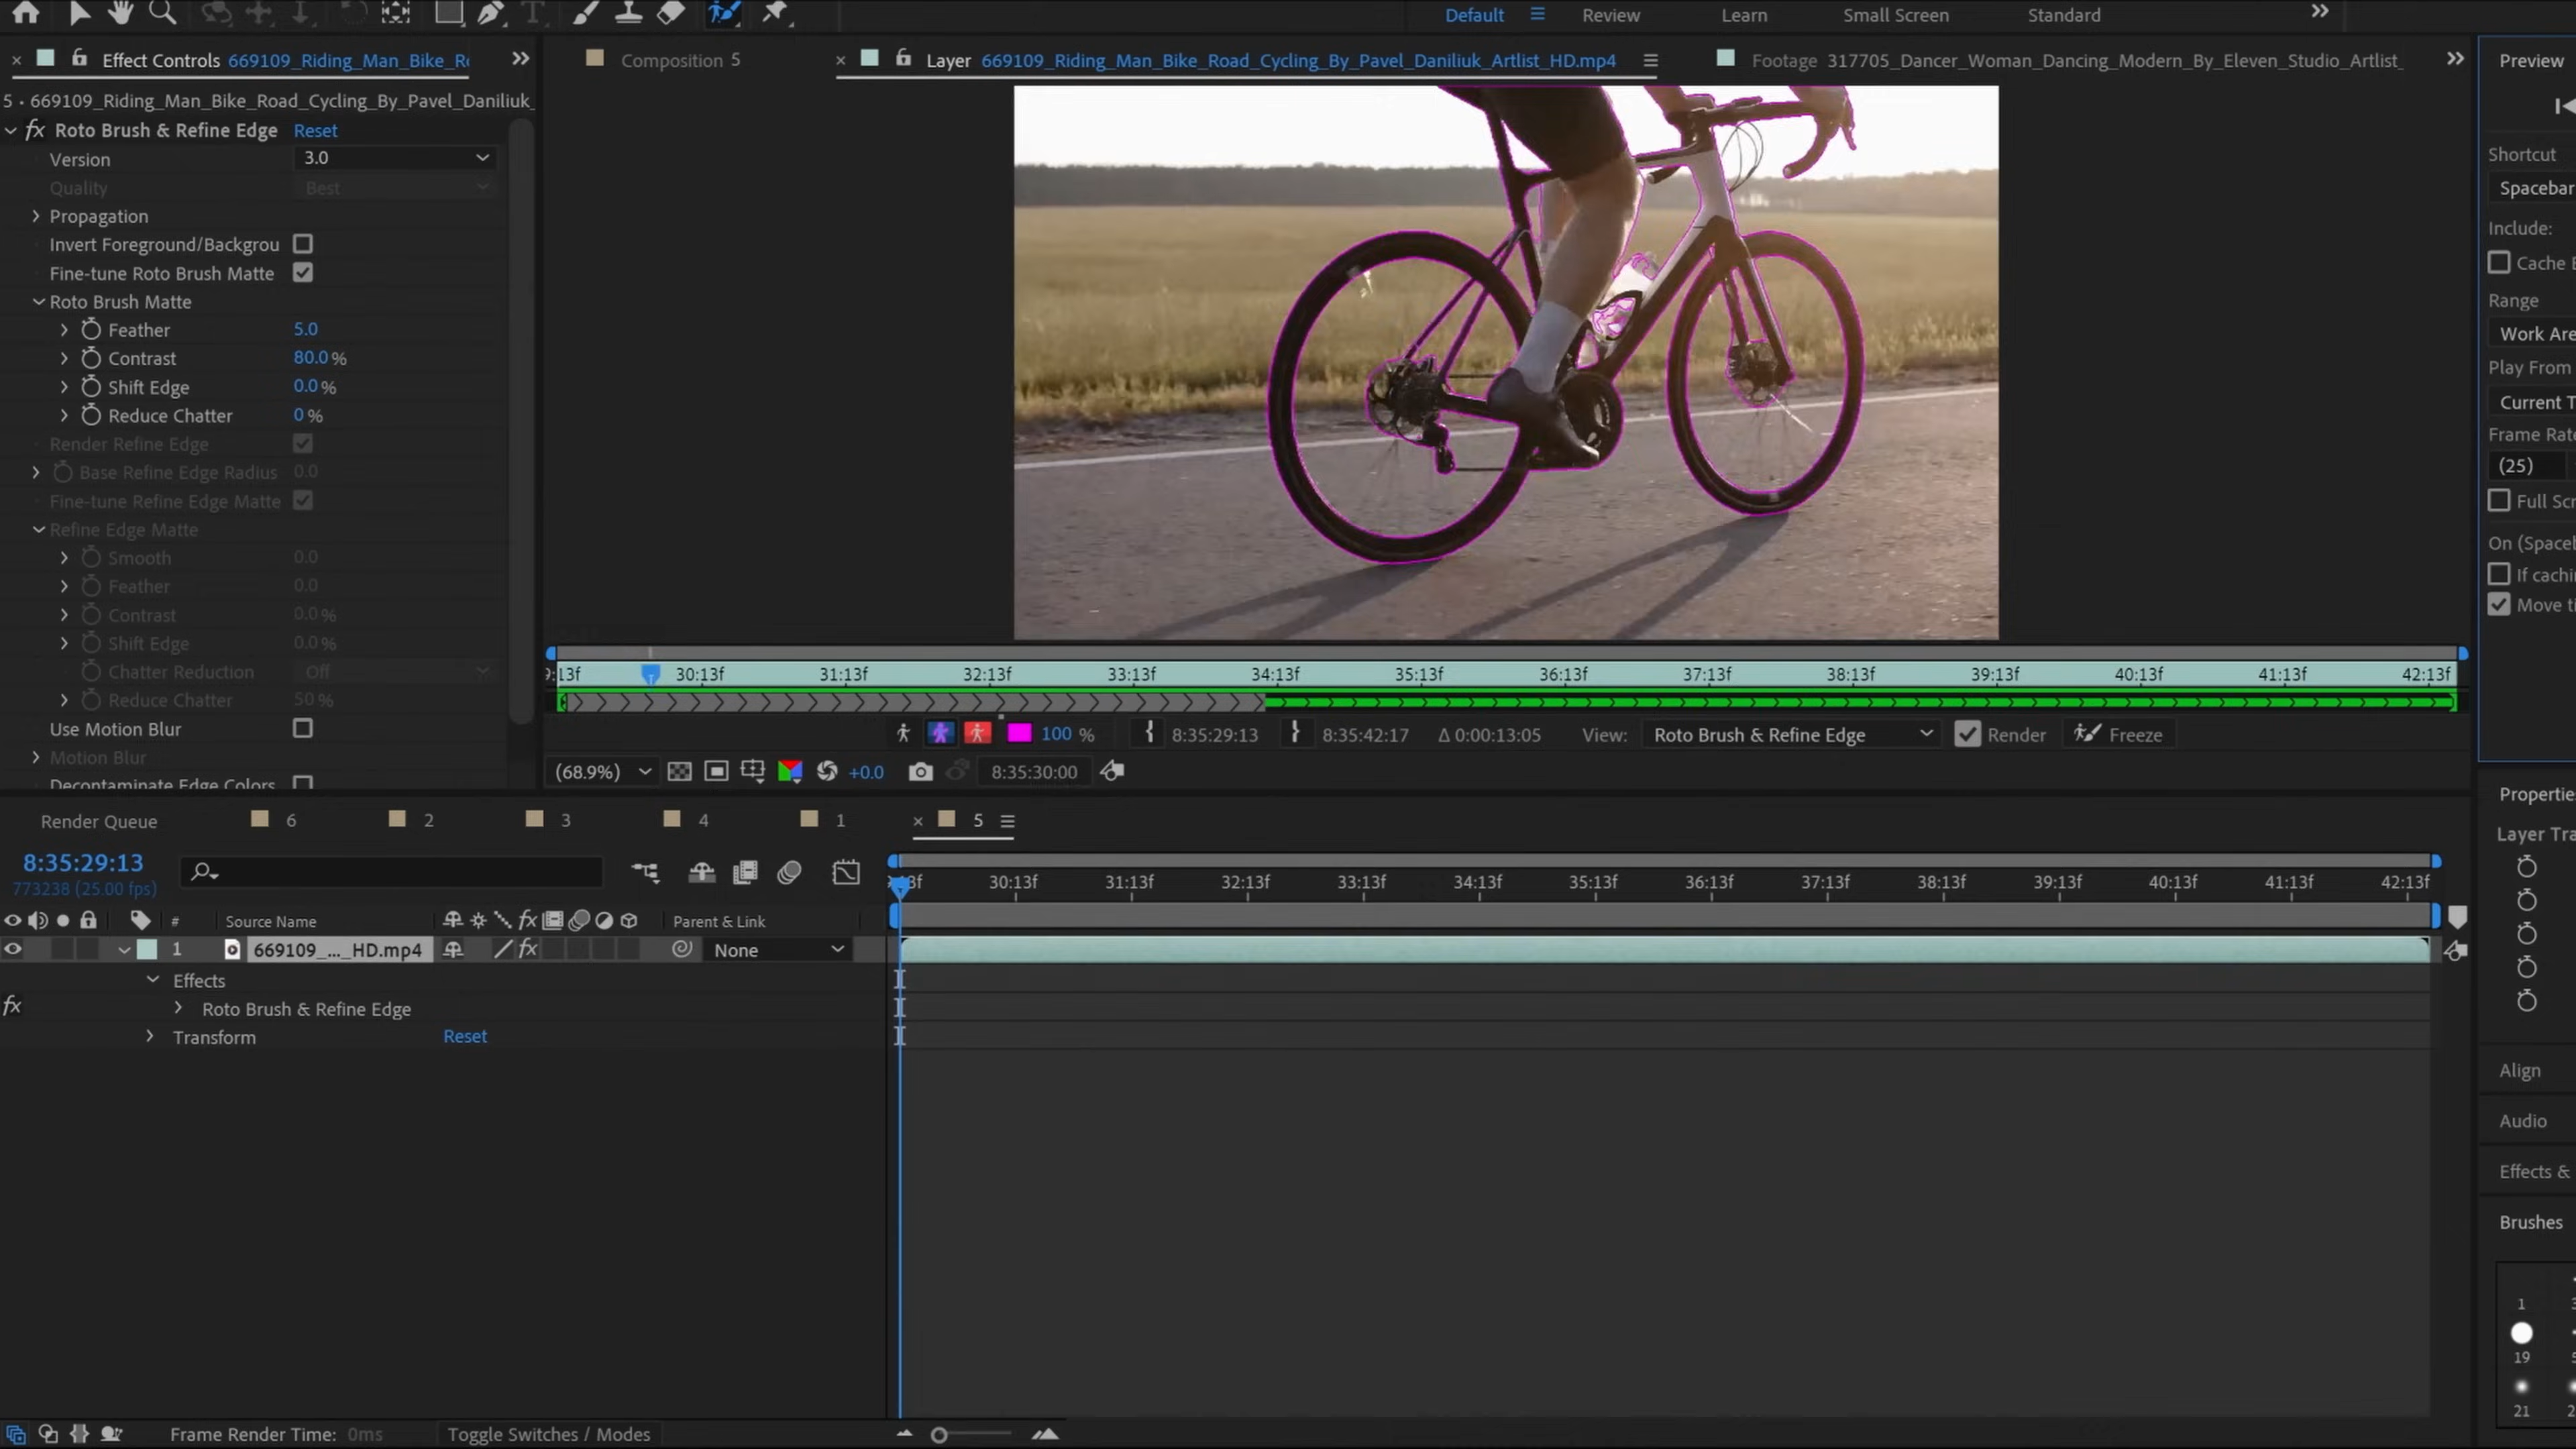 Default
Review
Learn
Small Screen
Standard
Effect Controls 669109_Riding_Man_Bike_Ro
Composition 5
Layer 669109_Riding_Man_Bike_Road_Cycling_By_Pavel_Daniliuk_Artlist_HD.mp4
Footage 317705_Dancer_Woman_Dancing_Modern_By_Eleven_Studio_Artlist_
Preview
5 • 669109_Riding_Man_Bike_Road_Cycling_By_Pavel_Daniliuk_
fx Roto Brush & Refine Edge Reset
Version 3.0
Quality Best
Propagation
Invert Foreground/Backgrou
Fine-tune Roto Brush Matte
Roto Brush Matte
Feather 5.0
Contrast 80.0 %
Shift Edge 0.0 %
Reduce Chatter 0 %
Render Refine Edge
Base Refine Edge Radius 0.0
Fine-tune Refine Edge Matte
Refine Edge Matte
Smooth 0.0
Feather 0.0
Contrast 0.0 %
Shift Edge 0.0 %
Chatter Reduction Off
Reduce Chatter 50 %
Use Motion Blur
Motion Blur
Decontaminate Edge Colors
Shortcut
Spacebar
Include:
Cache
Range
Work Are
Play From
Current T
Frame Rate
(25)
Full Scr
On (Spaceb
If cachi
Move ti
:13f 30:13f 31:13f 32:13f 33:13f 34:13f 35:13f 36:13f 37:13f 38:13f 39:13f 40:13f 41:13f 42:13f
100 % 8:35:29:13 8:35:42:17 Δ 0:00:13:05 View: Roto Brush & Refine Edge Render Freeze
(68.9%) +0.0 8:35:30:00
Properties
Layer Tra
Align
Audio
Effects &
Brushes
1
19
21
Render Queue 6 2 3 4 1 5
8:35:29:13
773238 (25.00 fps)
30:13f 31:13f 32:13f 33:13f 34:13f 35:13f 36:13f 37:13f 38:13f 39:13f 40:13f 41:13f 42:13f
# Source Name fx Parent & Link
1 669109_..._HD.mp4 fx None
Effects
fx Roto Brush & Refine Edge
Transform Reset
Frame Render Time: 0ms Toggle Switches / Modes